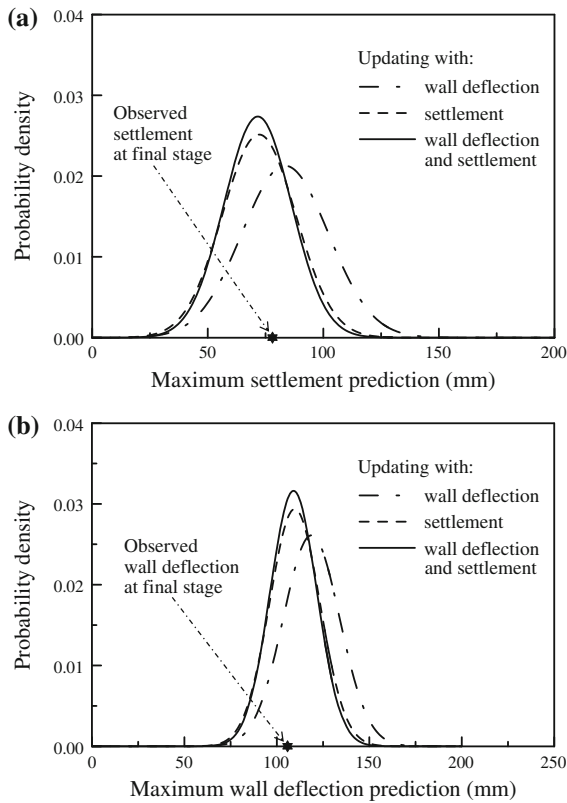 (a)
0.04
0.03
0.02
0.01
0.00
Probability density
Observed
settlement
at final stage
Updating with:
wall deflection
settlement
wall deflection
and settlement
0
50
100
150
200
Maximum settlement prediction (mm)
(b)
0.04
0.03
0.02
0.01
0.00
Probability density
Observed
wall deflection
at final stage
Updating with:
wall deflection
settlement
wall deflection
and settlement
0
50
100
150
200
250
Maximum wall deflection prediction (mm)